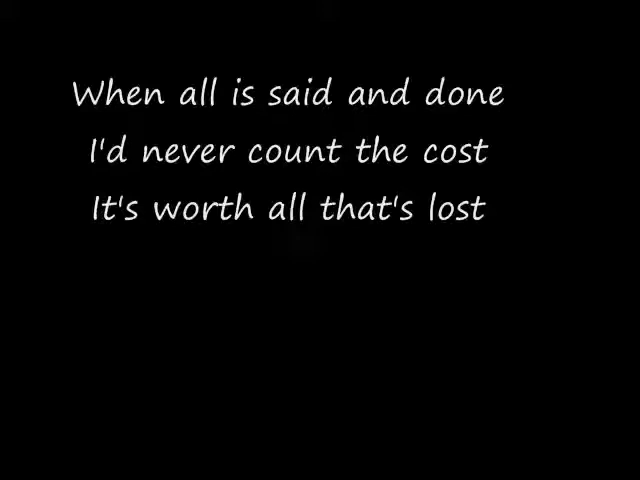 When all is said and done
I'd never count the cost
It's worth all that's lost